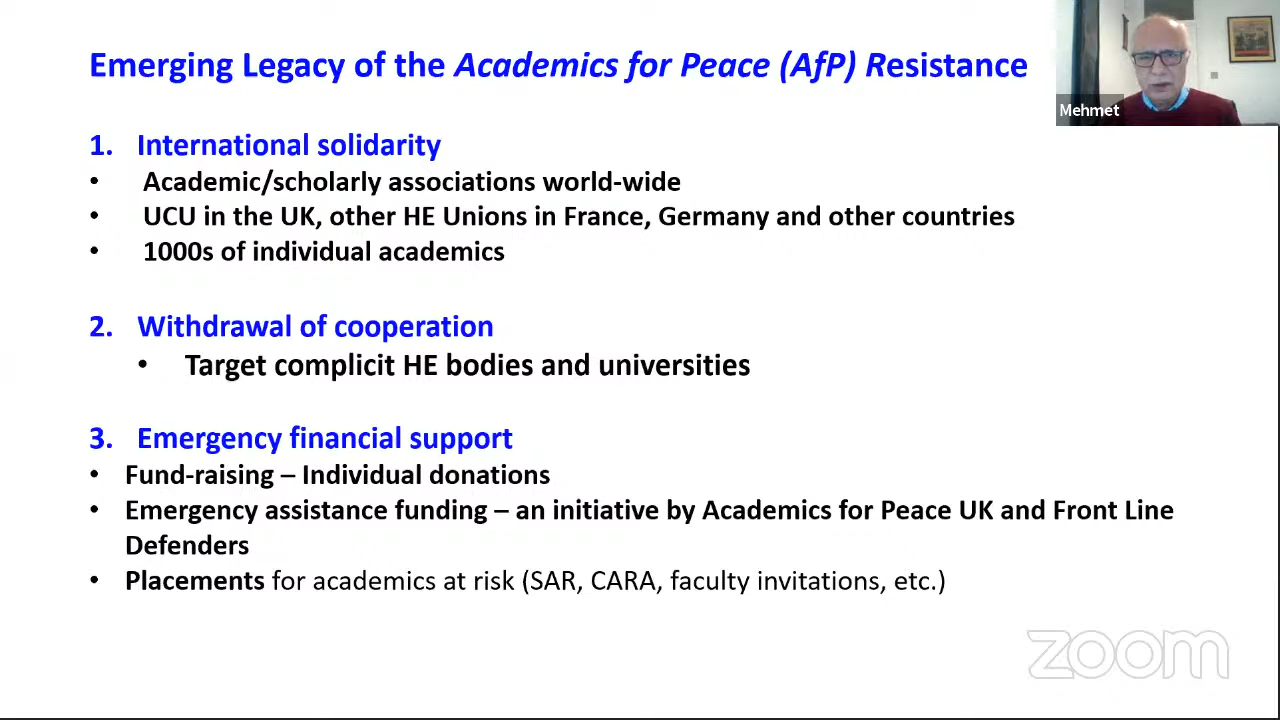 Emerging Legacy of the Academics for Peace (AfP) Resistance
Mehmet
1. International solidarity
• Academic/scholarly associations world-wide
• UCU in the UK, other HE Unions in France, Germany and other countries
• 1000s of individual academics
2. Withdrawal of cooperation
• Target complicit HE bodies and universities
3. Emergency financial support
• Fund-raising – Individual donations
• Emergency assistance funding – an initiative by Academics for Peace UK and Front Line
Defenders
• Placements for academics at risk (SAR, CARA, faculty invitations, etc.)
zoom